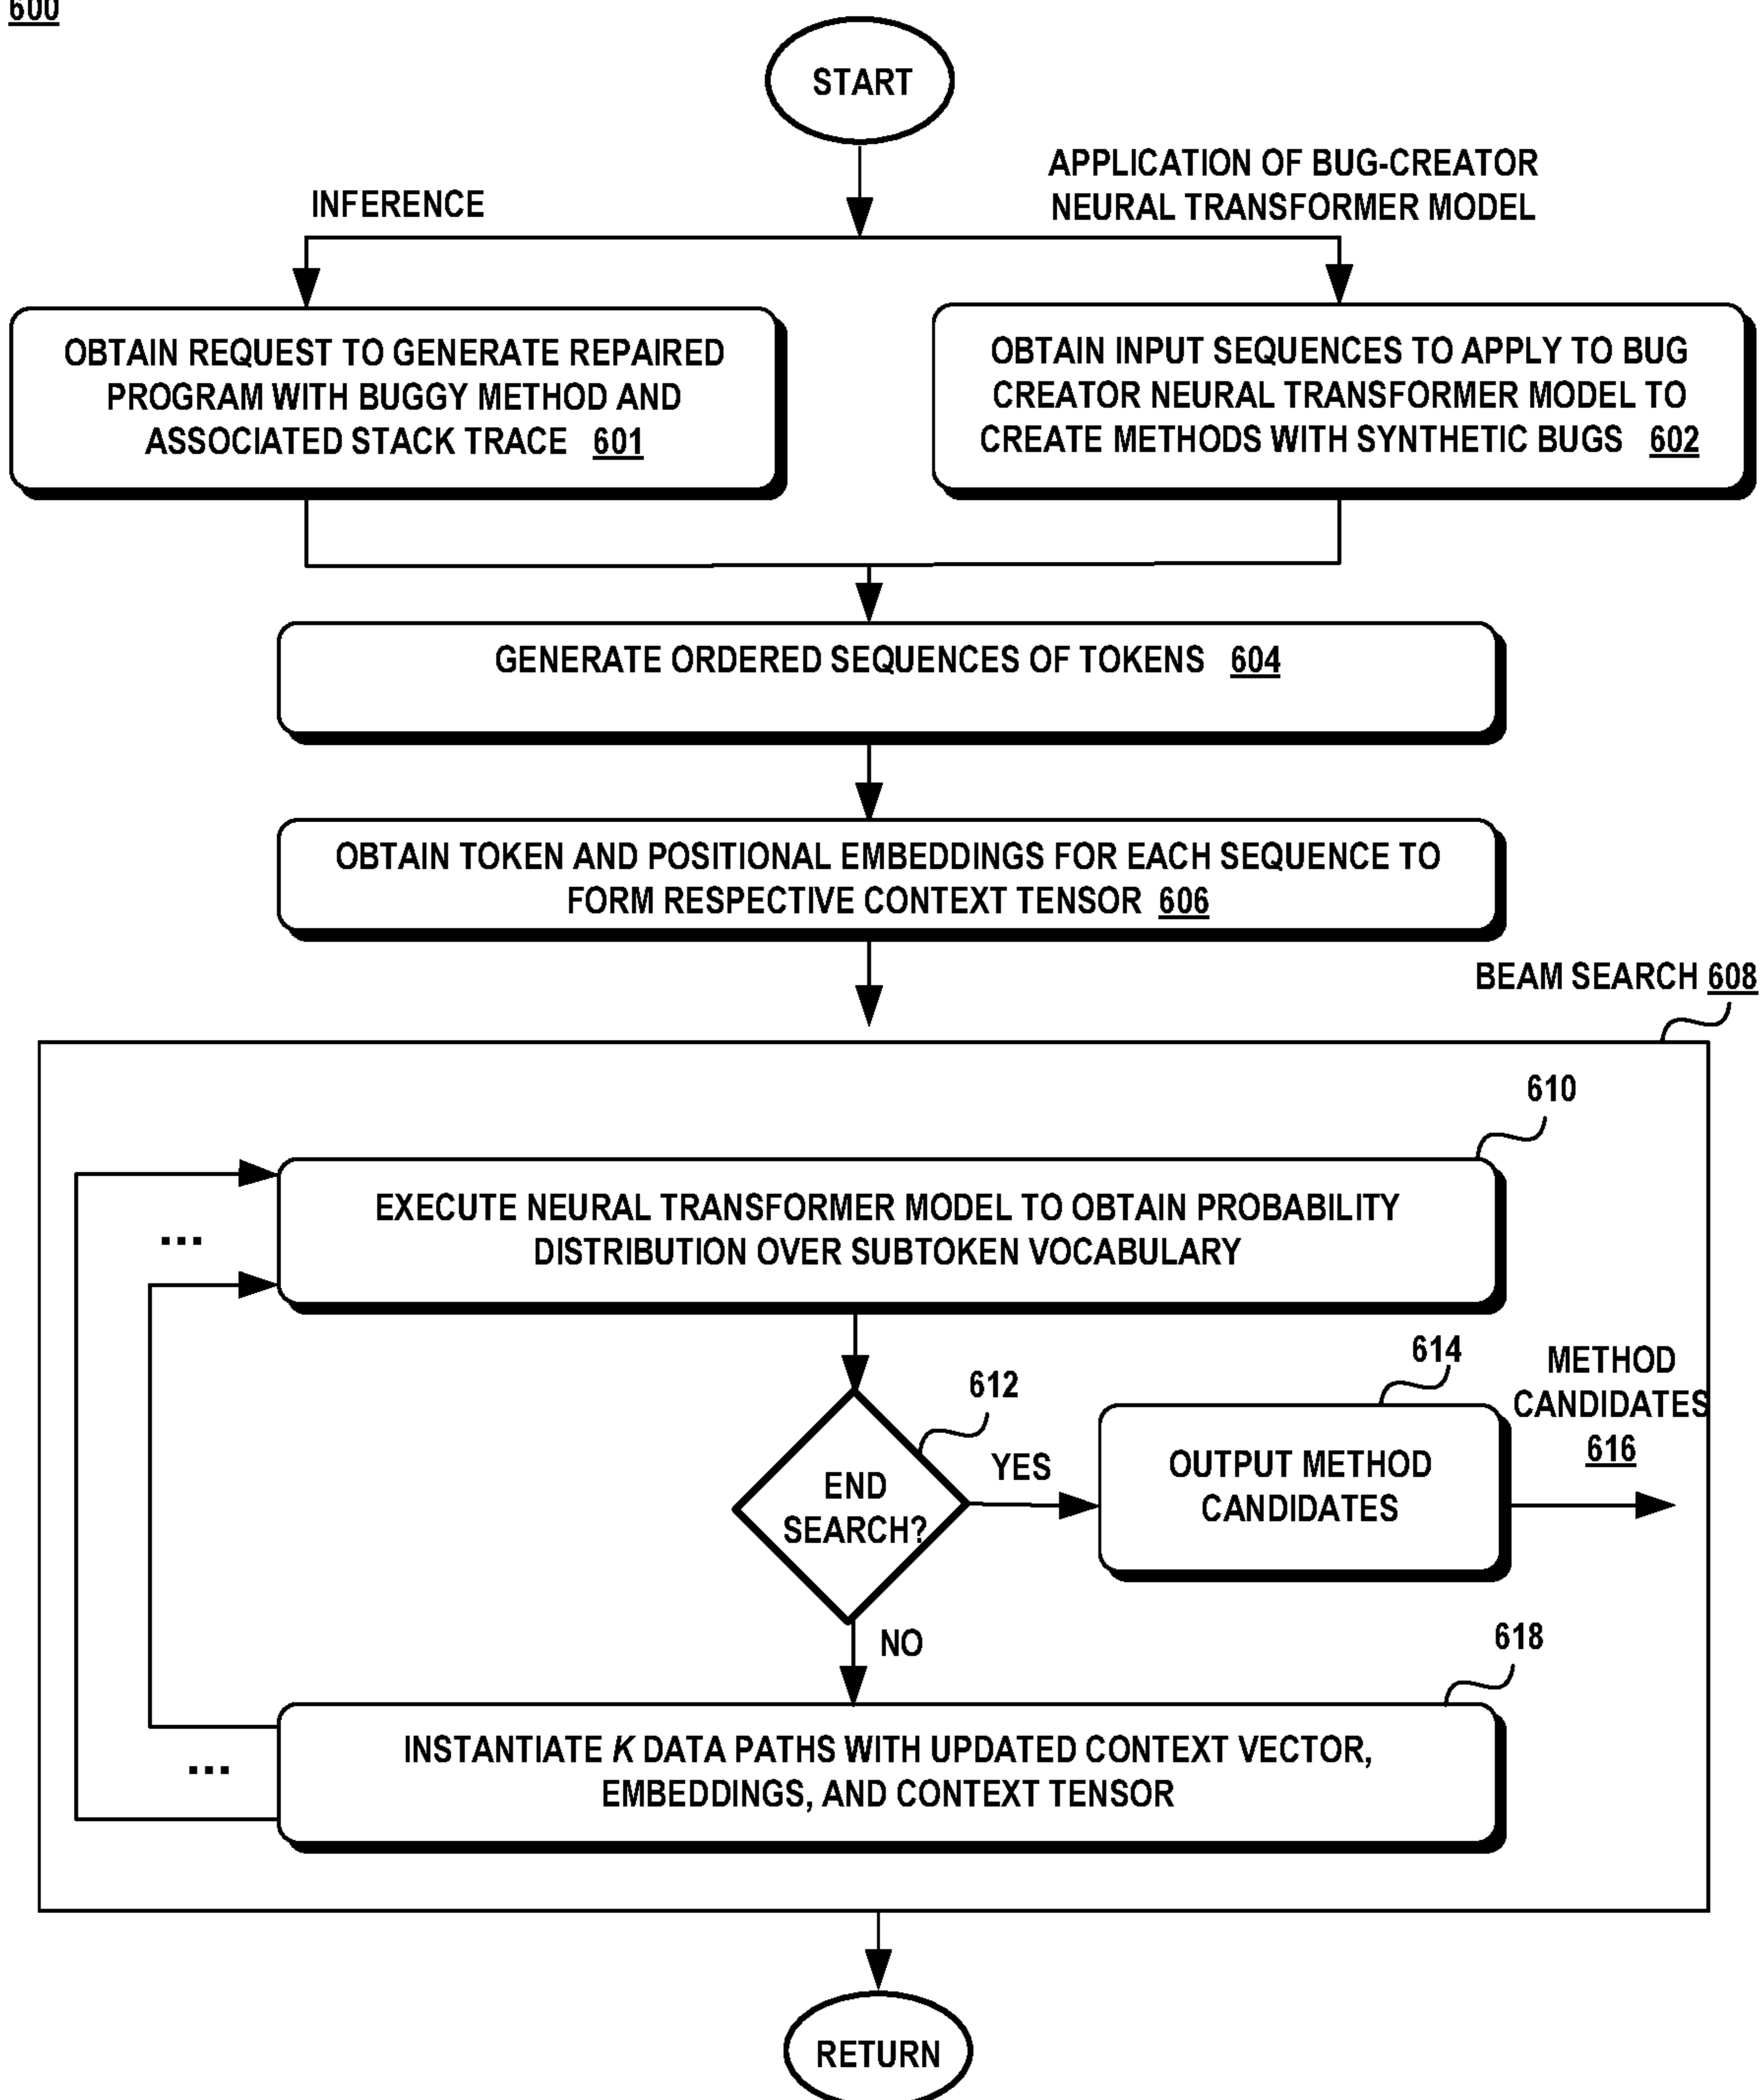 600
START
INFERENCE
APPLICATION OF BUG-CREATOR
NEURAL TRANSFORMER MODEL
OBTAIN REQUEST TO GENERATE REPAIRED
PROGRAM WITH BUGGY METHOD AND
ASSOCIATED STACK TRACE 601
OBTAIN INPUT SEQUENCES TO APPLY TO BUG
CREATOR NEURAL TRANSFORMER MODEL TO
CREATE METHODS WITH SYNTHETIC BUGS 602
GENERATE ORDERED SEQUENCES OF TOKENS 604
OBTAIN TOKEN AND POSITIONAL EMBEDDINGS FOR EACH SEQUENCE TO
FORM RESPECTIVE CONTEXT TENSOR 606
BEAM SEARCH 608
610
EXECUTE NEURAL TRANSFORMER MODEL TO OBTAIN PROBABILITY
DISTRIBUTION OVER SUBTOKEN VOCABULARY
...
612
END
SEARCH?
YES
614
OUTPUT METHOD
CANDIDATES
METHOD
CANDIDATES
616
NO
618
INSTANTIATE K DATA PATHS WITH UPDATED CONTEXT VECTOR,
EMBEDDINGS, AND CONTEXT TENSOR
...
RETURN